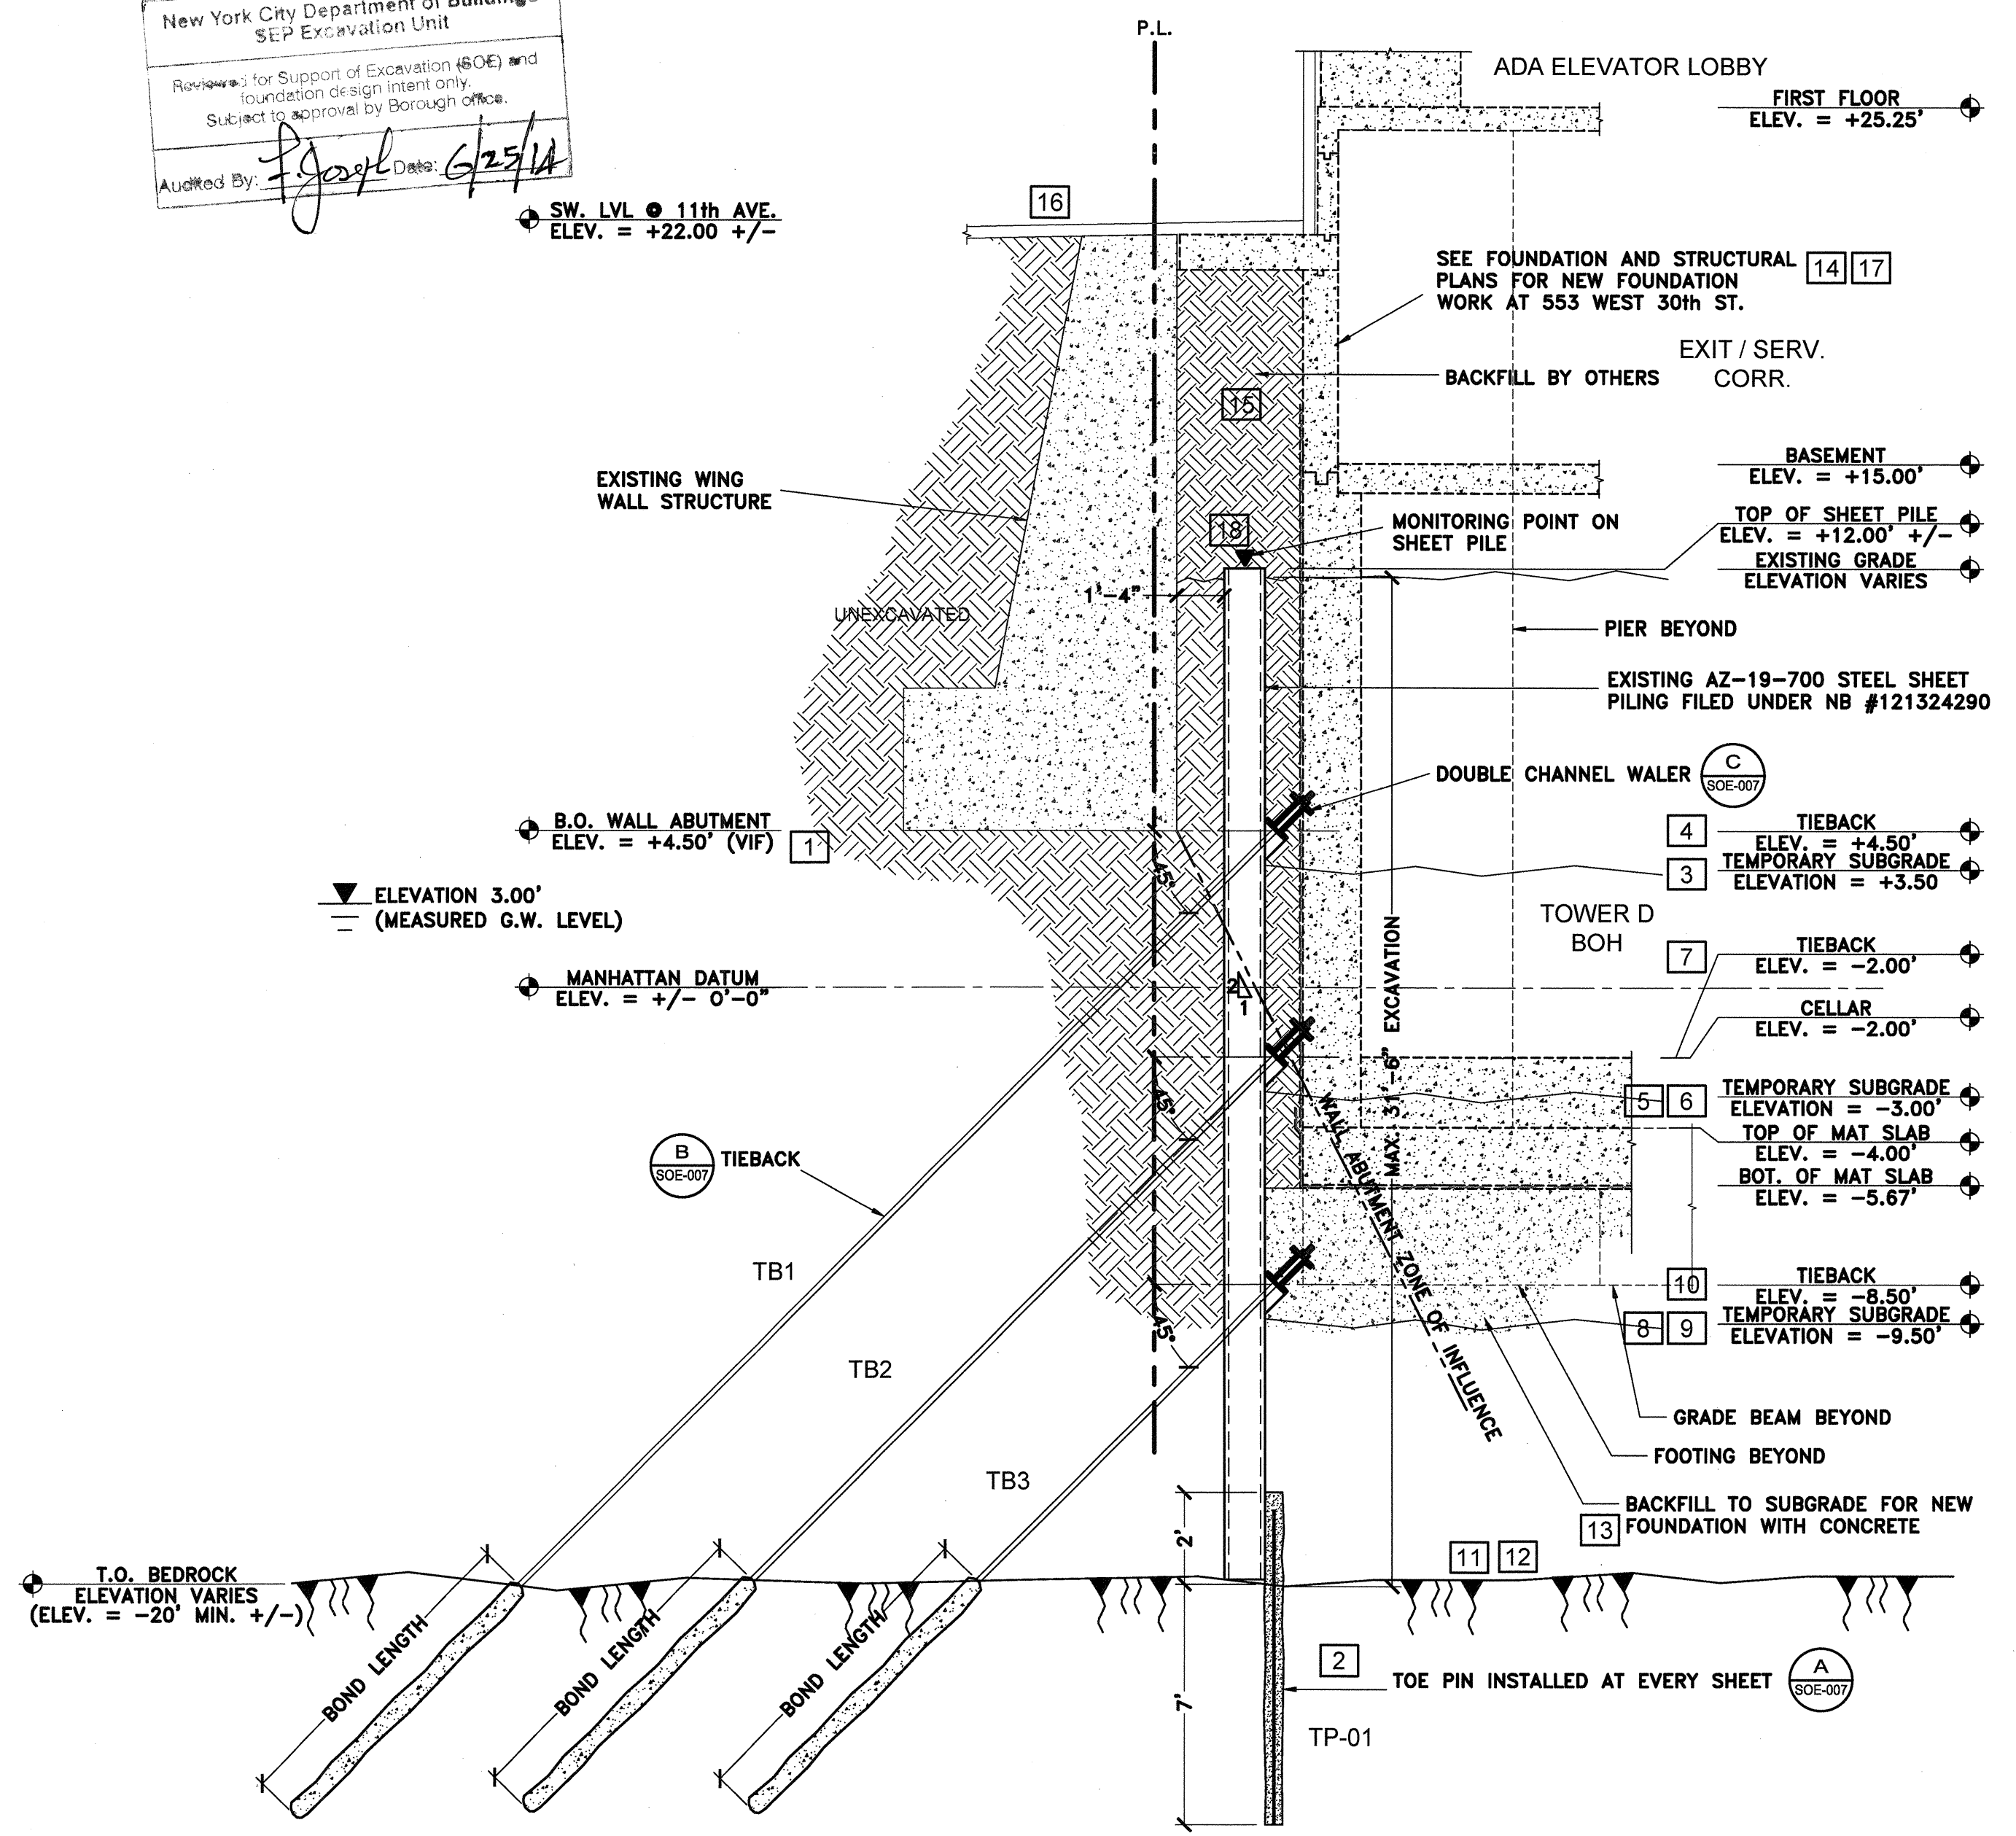 New York City Department of Buildings
SEP Excavation Unit
Reviewed for Support of Excavation (SOE) and
foundation design intent only.
Subject to approval by Borough office.
Audited By: F. Joseph Date: 6/25/14
P.L.
ADA ELEVATOR LOBBY
FIRST FLOOR
ELEV. = +25.25'
SW. LVL @ 11th AVE.
ELEV. = +22.00 +/-
16
SEE FOUNDATION AND STRUCTURAL
PLANS FOR NEW FOUNDATION
WORK AT 553 WEST 30th ST.
14 17
EXIT / SERV.
CORR.
BACKFILL BY OTHERS
15
EXISTING WING
WALL STRUCTURE
BASEMENT
ELEV. = +15.00'
18
MONITORING POINT ON
SHEET PILE
TOP OF SHEET PILE
ELEV. = +12.00' +/-
EXISTING GRADE
ELEVATION VARIES
1'-4"
UNEXCAVATED
PIER BEYOND
EXISTING AZ-19-700 STEEL SHEET
PILING FILED UNDER NB #121324290
DOUBLE CHANNEL WALER
C
SOE-007
B.O. WALL ABUTMENT
ELEV. = +4.50' (VIF)
1
4
TIEBACK
ELEV. = +4.50'
3
TEMPORARY SUBGRADE
ELEVATION = +3.50
45°
ELEVATION 3.00'
(MEASURED G.W. LEVEL)
TOWER D
BOH
7
TIEBACK
ELEV. = -2.00'
MANHATTAN DATUM
ELEV. = +/- 0'-0"
2
1
MAX. 31'-6" EXCAVATION
CELLAR
ELEV. = -2.00'
45°
WALL ABUTMENT ZONE OF INFLUENCE
5 6
TEMPORARY SUBGRADE
ELEVATION = -3.00'
TOP OF MAT SLAB
ELEV. = -4.00'
BOT. OF MAT SLAB
ELEV. = -5.67'
B
SOE-007
TIEBACK
TB1
10
TIEBACK
ELEV. = -8.50'
8 9
TEMPORARY SUBGRADE
ELEVATION = -9.50'
45°
TB2
GRADE BEAM BEYOND
FOOTING BEYOND
TB3
BACKFILL TO SUBGRADE FOR NEW
FOUNDATION WITH CONCRETE
13
2'
11 12
T.O. BEDROCK
ELEVATION VARIES
(ELEV. = -20' MIN. +/-)
BOND LENGTH
BOND LENGTH
BOND LENGTH
7'
2
TOE PIN INSTALLED AT EVERY SHEET
A
SOE-007
TP-01